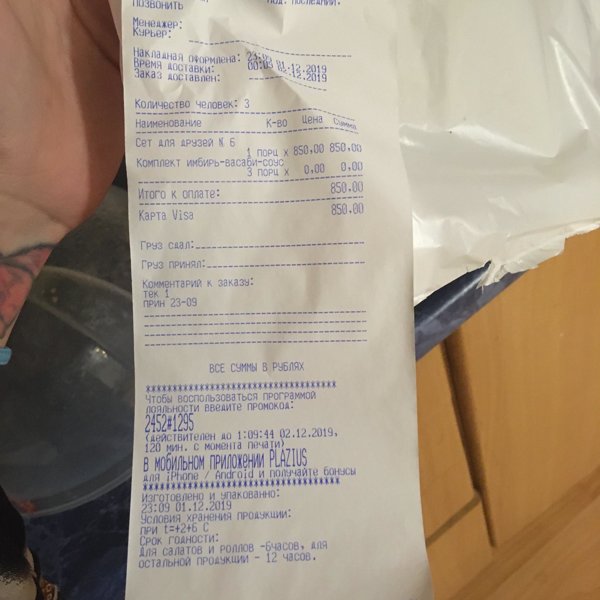 ПОЗВОНИТЬ
Менеджер:
Курьер:
Накладная оформлена:
Время доставки: 00:03 01.12.2019
Заказ доставлен: .12.2019
Количество человек: 3
Наименование К-во Цена Сумма
Сет для друзей N 6
1 порц x 850,00 850.00
Комплект имбирь-васаби-соус
3 порц x 0,00 0.00
Итого к оплате: 850.00
Карта Visa 850.00
Груз сдал:
Груз принял:
Комментарий к заказу:
тек 1
прин 23-09
ВСЕ СУММЫ В РУБЛЯХ
Чтобы воспользоваться программой
лояльности введите промокод:
2452#1295
(действителен до 1:09:44 02.12.2019,
120 мин. с момента печати)
В МОБИЛЬНОМ ПРИЛОЖЕНИИ PLAZIUS
для iPhone / Android и получайте бонусы
Изготовлено и упакованно:
23:09 01.12.2019
Условия хранения продукции:
при t=+2+6 С
Срок годности:
Для салатов и роллов -6часов, для
остальной продукции - 12 часов.